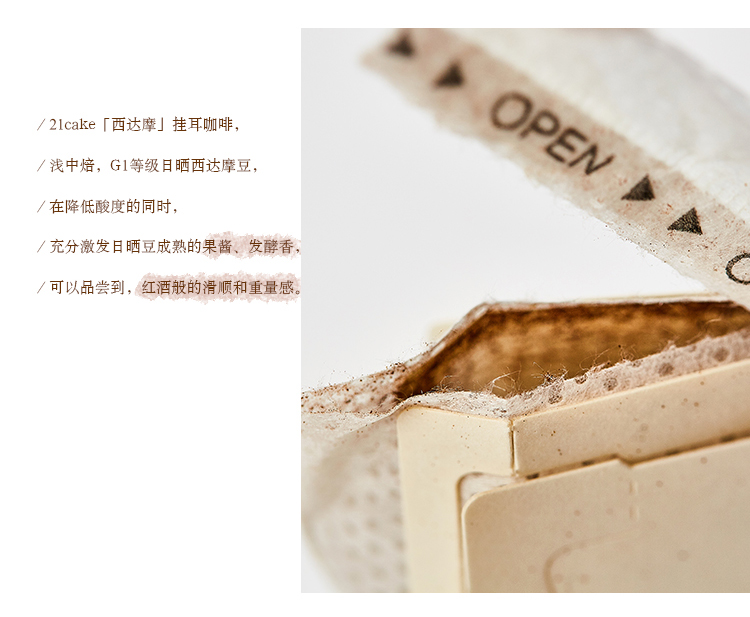 / 21cake「西达摩」挂耳咖啡，
/ 浅中焙，G1等级日晒西达摩豆，
/ 在降低酸度的同时，
/ 充分激发日晒豆成熟的果酱、发酵香，
/ 可以品尝到，红酒般的滑顺和重量感。
▲ ▲ OPEN ▲ ▲